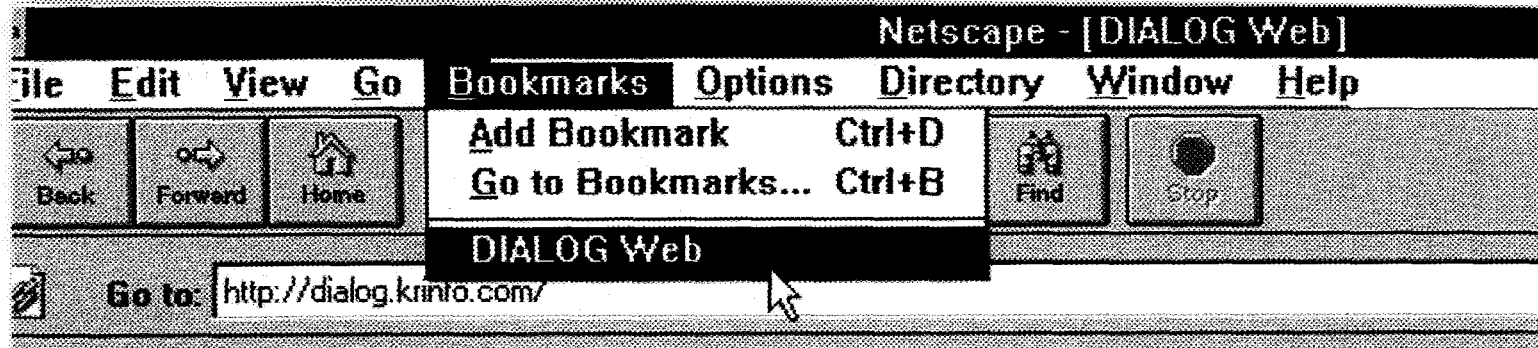 Netscape - [DIALOG Web]
File Edit View Go Bookmarks Options Directory Window Help
Add Bookmark Ctrl+D
Go to Bookmarks... Ctrl+B
Back Forward Home Find Stop
DIALOG Web
Go to: http://dialog.krinfo.com/